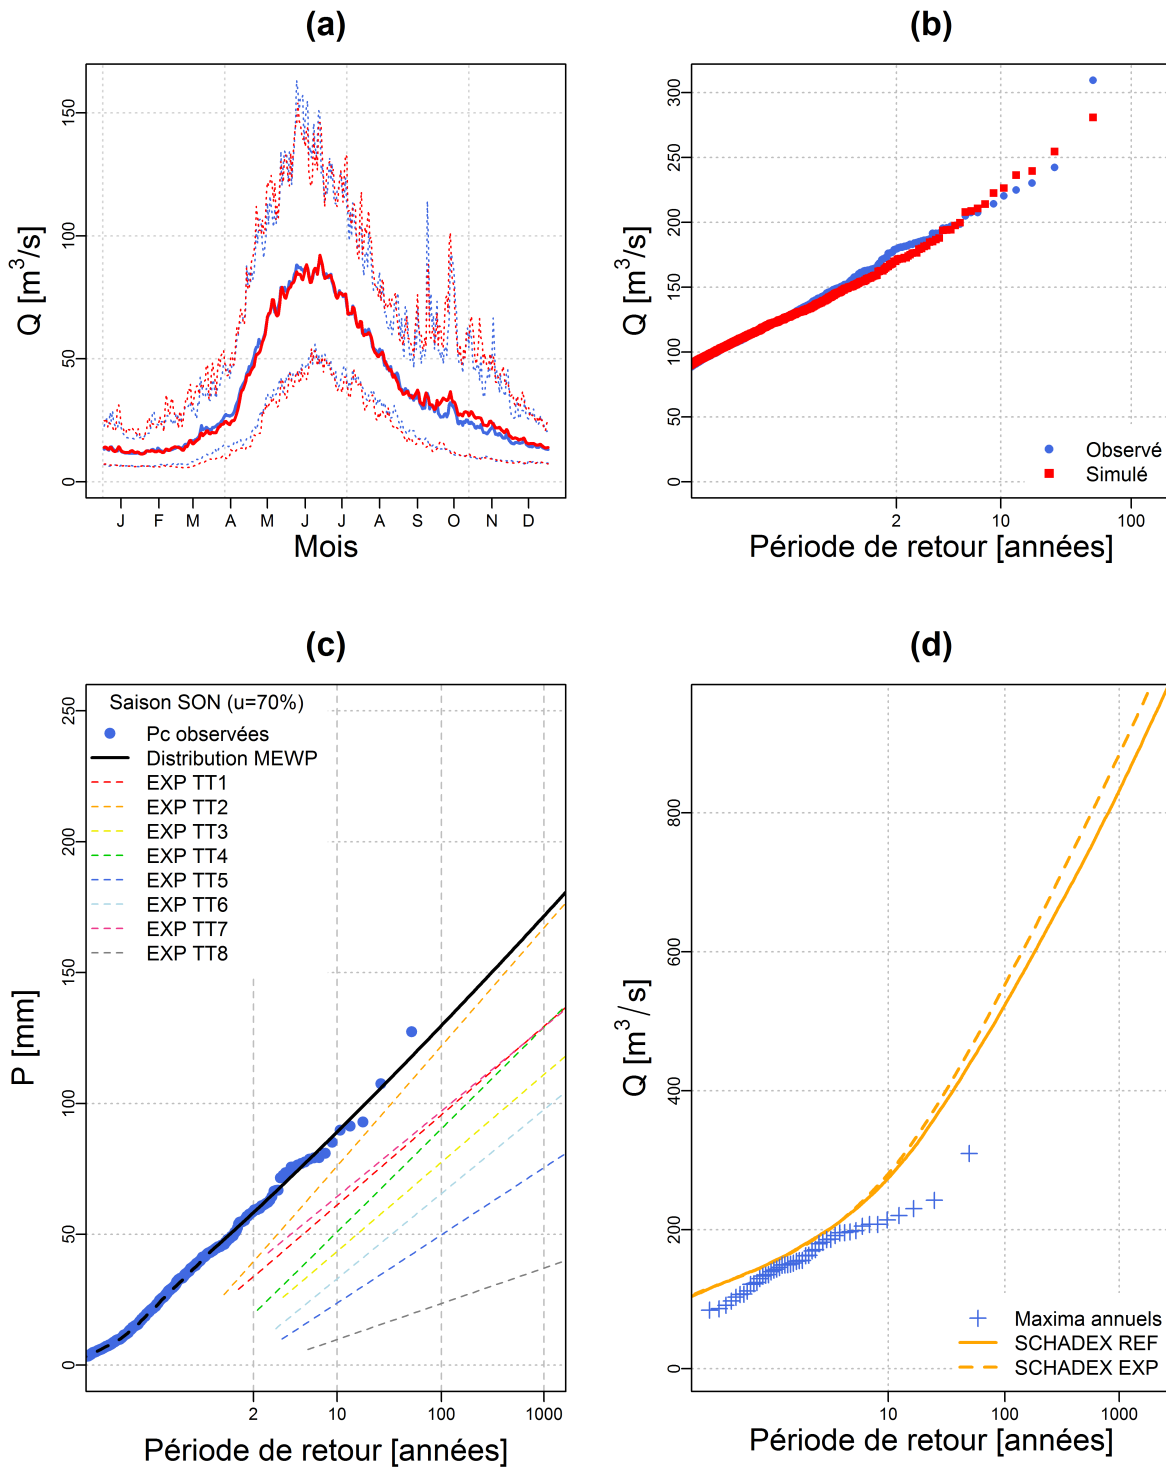 (a)
Q [m³/s]
0
50
100
150
J F M A M J J A S O N D
Mois
(b)
Q [m³/s]
0
50
100
150
200
250
300
Observé
Simulé
2 10 100
Période de retour [années]
(c)
P [mm]
0
50
100
150
200
250
Saison SON (u=70%)
Pc observées
Distribution MEWP
EXP TT1
EXP TT2
EXP TT3
EXP TT4
EXP TT5
EXP TT6
EXP TT7
EXP TT8
2 10 100 1000
Période de retour [années]
(d)
Q [m³/s]
0
200
400
600
800
Maxima annuels
SCHADEX REF
SCHADEX EXP
10 100 1000
Période de retour [années]